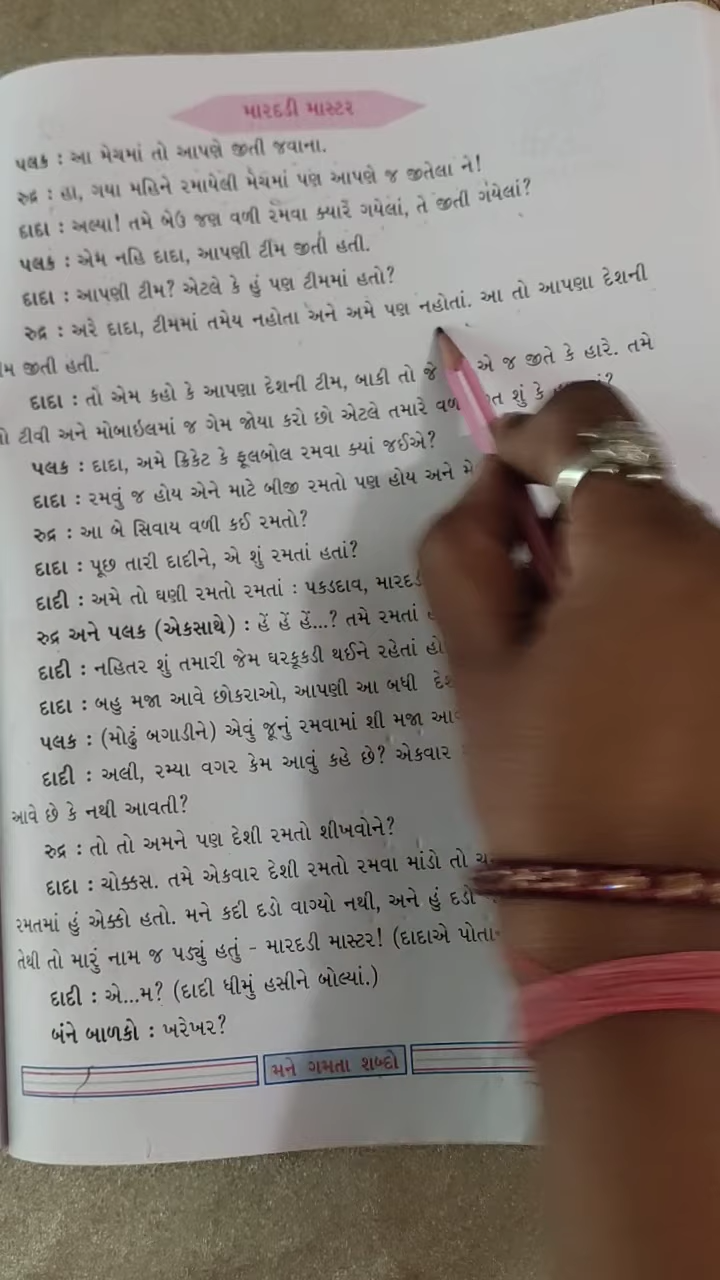 મારદડી માસ્ટર
પલક : આ મેચમાં તો આપણે જીતી જવાના.
રુદ્ર : હા, ગયા મહિને રમાયેલી મેચમાં પણ આપણે જ જીતેલા ને!
દાદા : અલ્યા! તમે બેઉ જણ વળી રમવા ક્યારે ગયેલાં, તે જીતી ગયેલાં?
પલક : એમ નહિ દાદા, આપણી ટીમ જીતી હતી.
દાદા : આપણી ટીમ? એટલે કે હું પણ ટીમમાં હતો?
રુદ્ર : અરે દાદા, ટીમમાં તમેય નહોતા અને અમે પણ નહોતાં. આ તો આપણા દેશની
જીતી હતી.
દાદા : તો એમ કહો કે આપણા દેશની ટીમ, બાકી તો જે એ જ જીતે કે હારે. તમે
ટીવી અને મોબાઇલમાં જ ગેમ જોયા કરો છો એટલે તમારે વળ શું કે
પલક : દાદા, અમે ક્રિકેટ કે ફૂલબોલ રમવા ક્યાં જઈએ?
દાદા : રમવું જ હોય એને માટે બીજી રમતો પણ હોય અને
રુદ્ર : આ બે સિવાય વળી કઈ રમતો?
દાદા : પૂછ તારી દાદીને, એ શું રમતાં હતાં?
દાદી : અમે તો ઘણી રમતો રમતાં : પકડદાવ,
રુદ્ર અને પલક (એકસાથે) : હેં હેં હેં...? તમે રમતાં
દાદી : નહિતર શું તમારી જેમ ઘરકૂકડી થઈને રહેતાં
દાદા : બહુ મજા આવે છોકરાઓ, આપણી આ બધી
પલક : (મોઢું બગાડીને) એવું જૂનું રમવામાં શી મજા
દાદી : અલી, રમ્યા વગર કેમ આવું કહે છે? એકવાર
આવે છે કે નથી આવતી?
રુદ્ર : તો તો અમને પણ દેશી રમતો શીખવોને?
દાદા : ચોક્કસ. તમે એકવાર દેશી રમતો રમવા માંડો તો
રમતમાં હું એક્કો હતો. મને કદી દડો વાગ્યો નથી, અને હું દડો
તેથી તો મારું નામ જ પડ્યું હતું - મારદડી માસ્ટર! (દાદાએ
દાદી : એ...મ? (દાદી ધીમું હસીને બોલ્યાં.)
બંને બાળકો : ખરેખર?
મને ગમતા શબ્દો